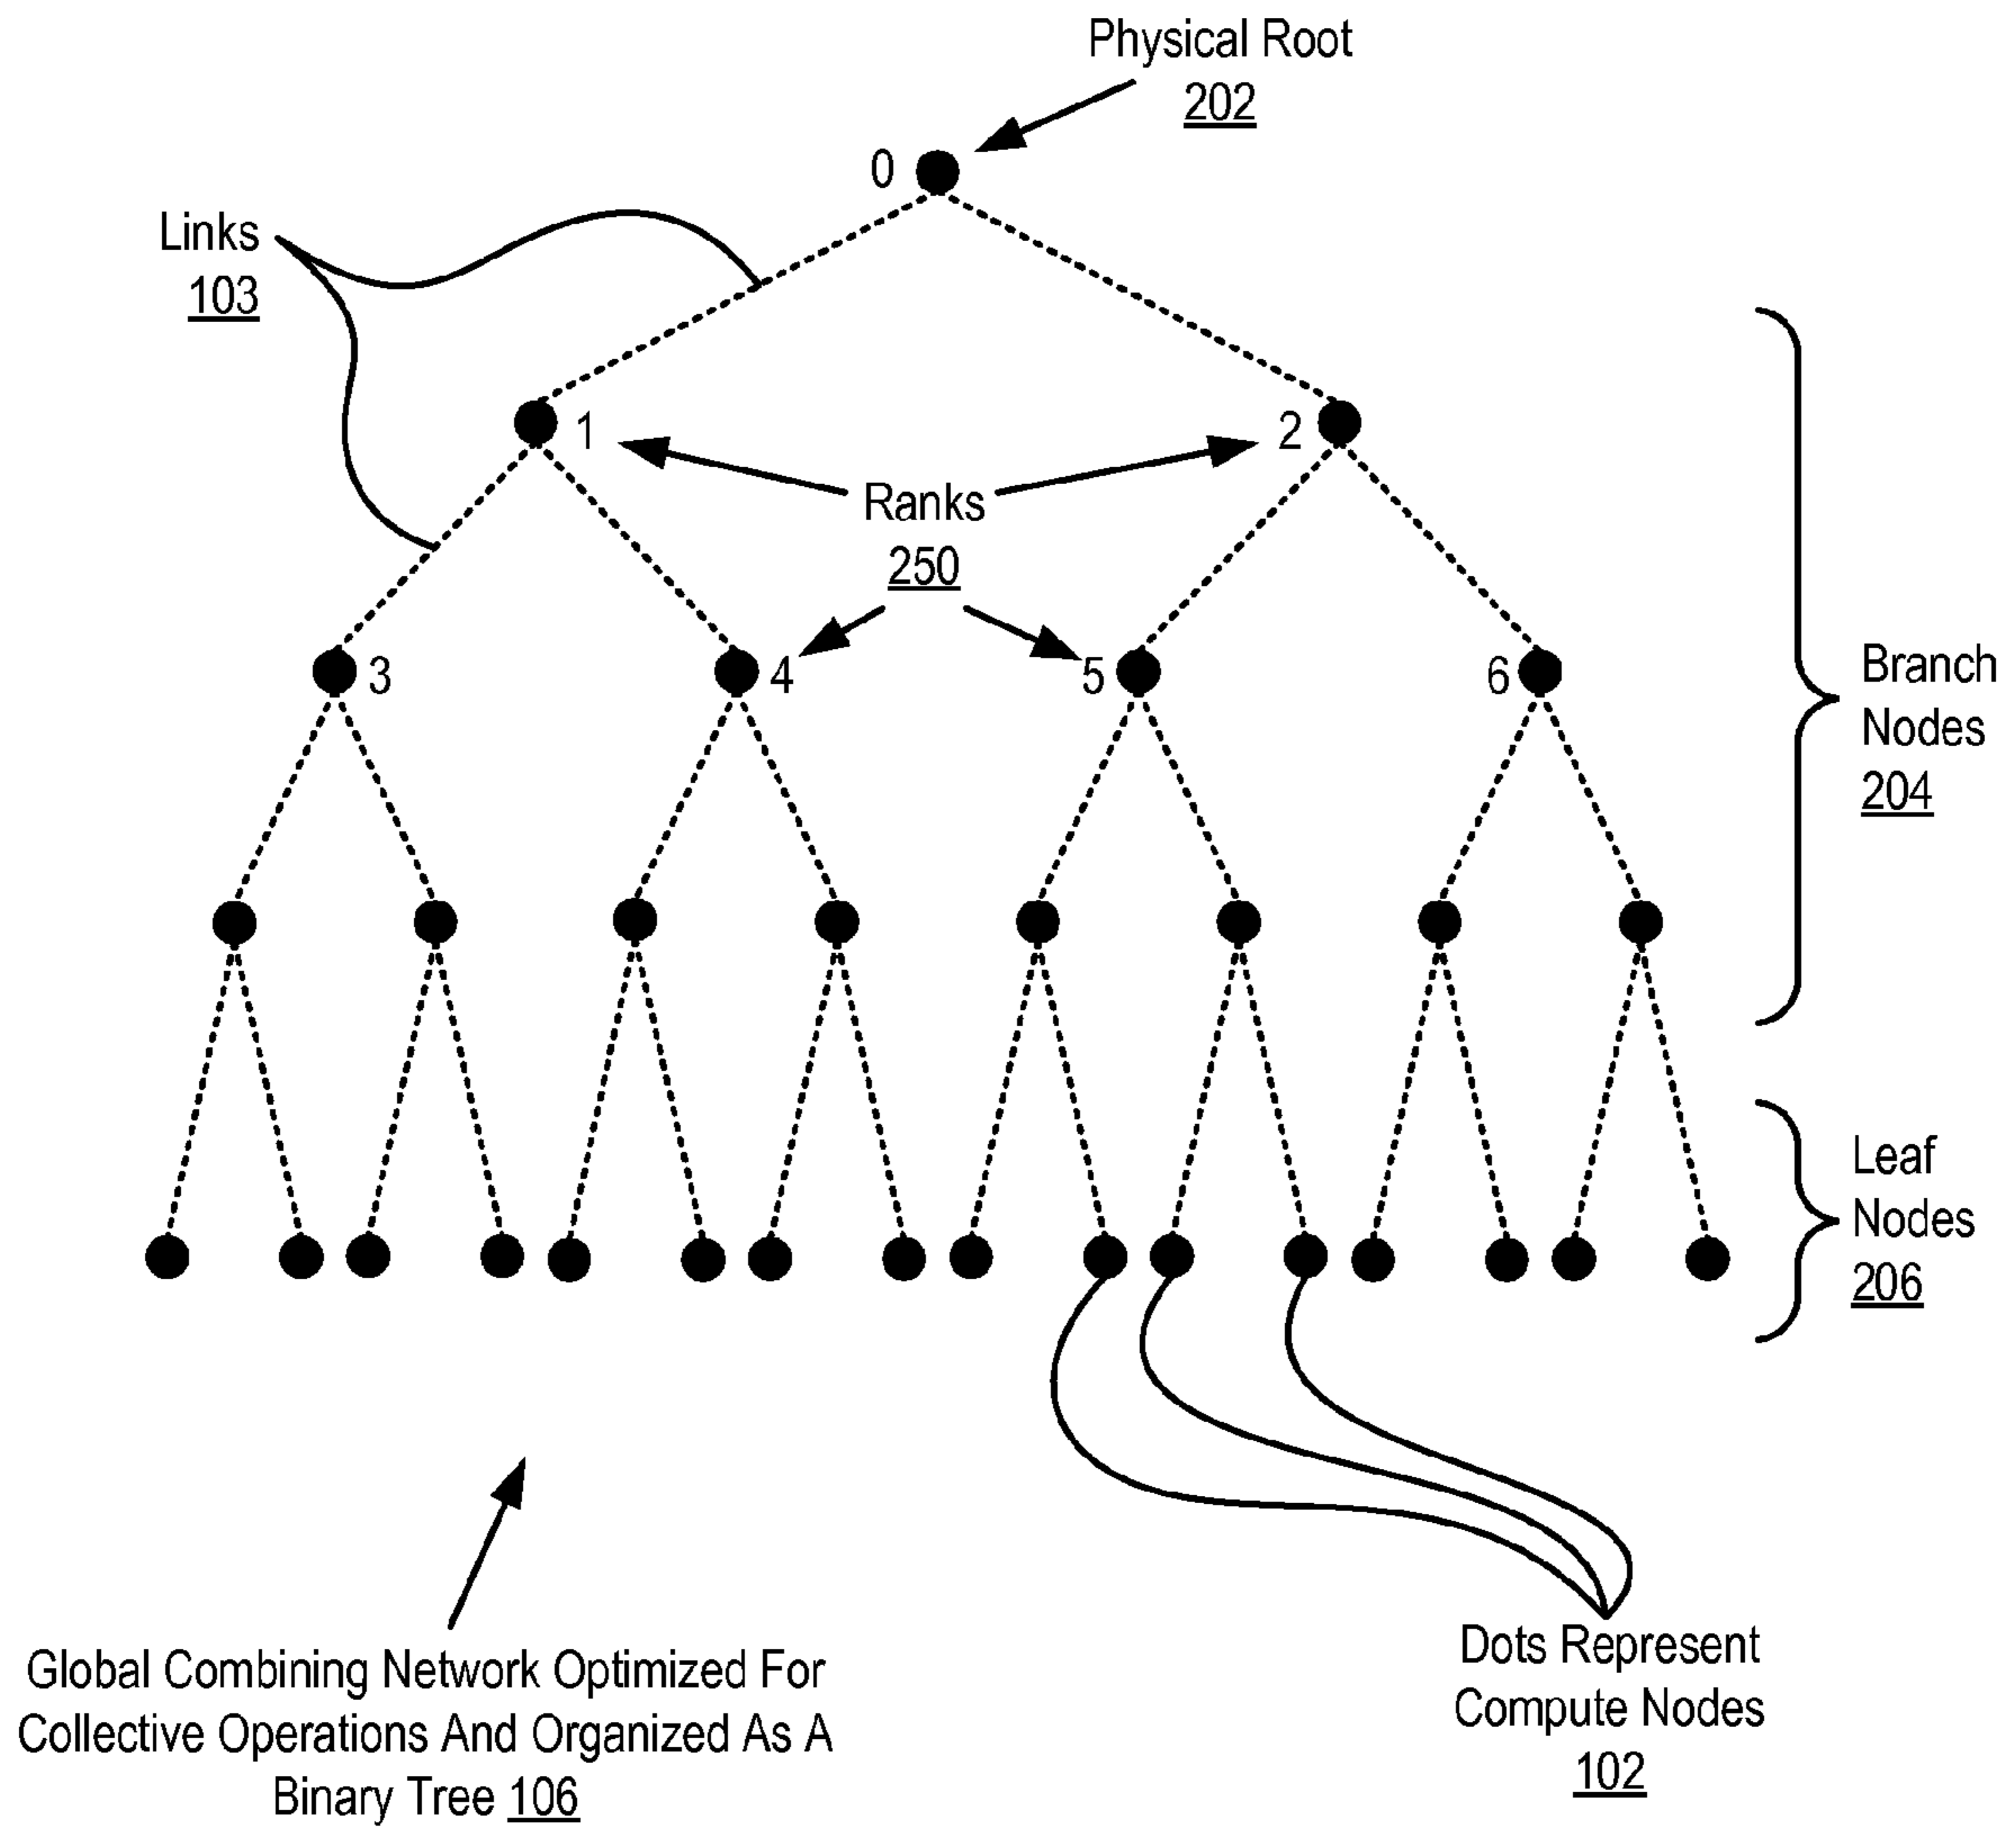 Physical Root
202
0
Links
103
1
2
Ranks
250
3
4
5
6
Branch
Nodes
204
Leaf
Nodes
206
Global Combining Network Optimized For
Collective Operations And Organized As A
Binary Tree 106
Dots Represent
Compute Nodes
102